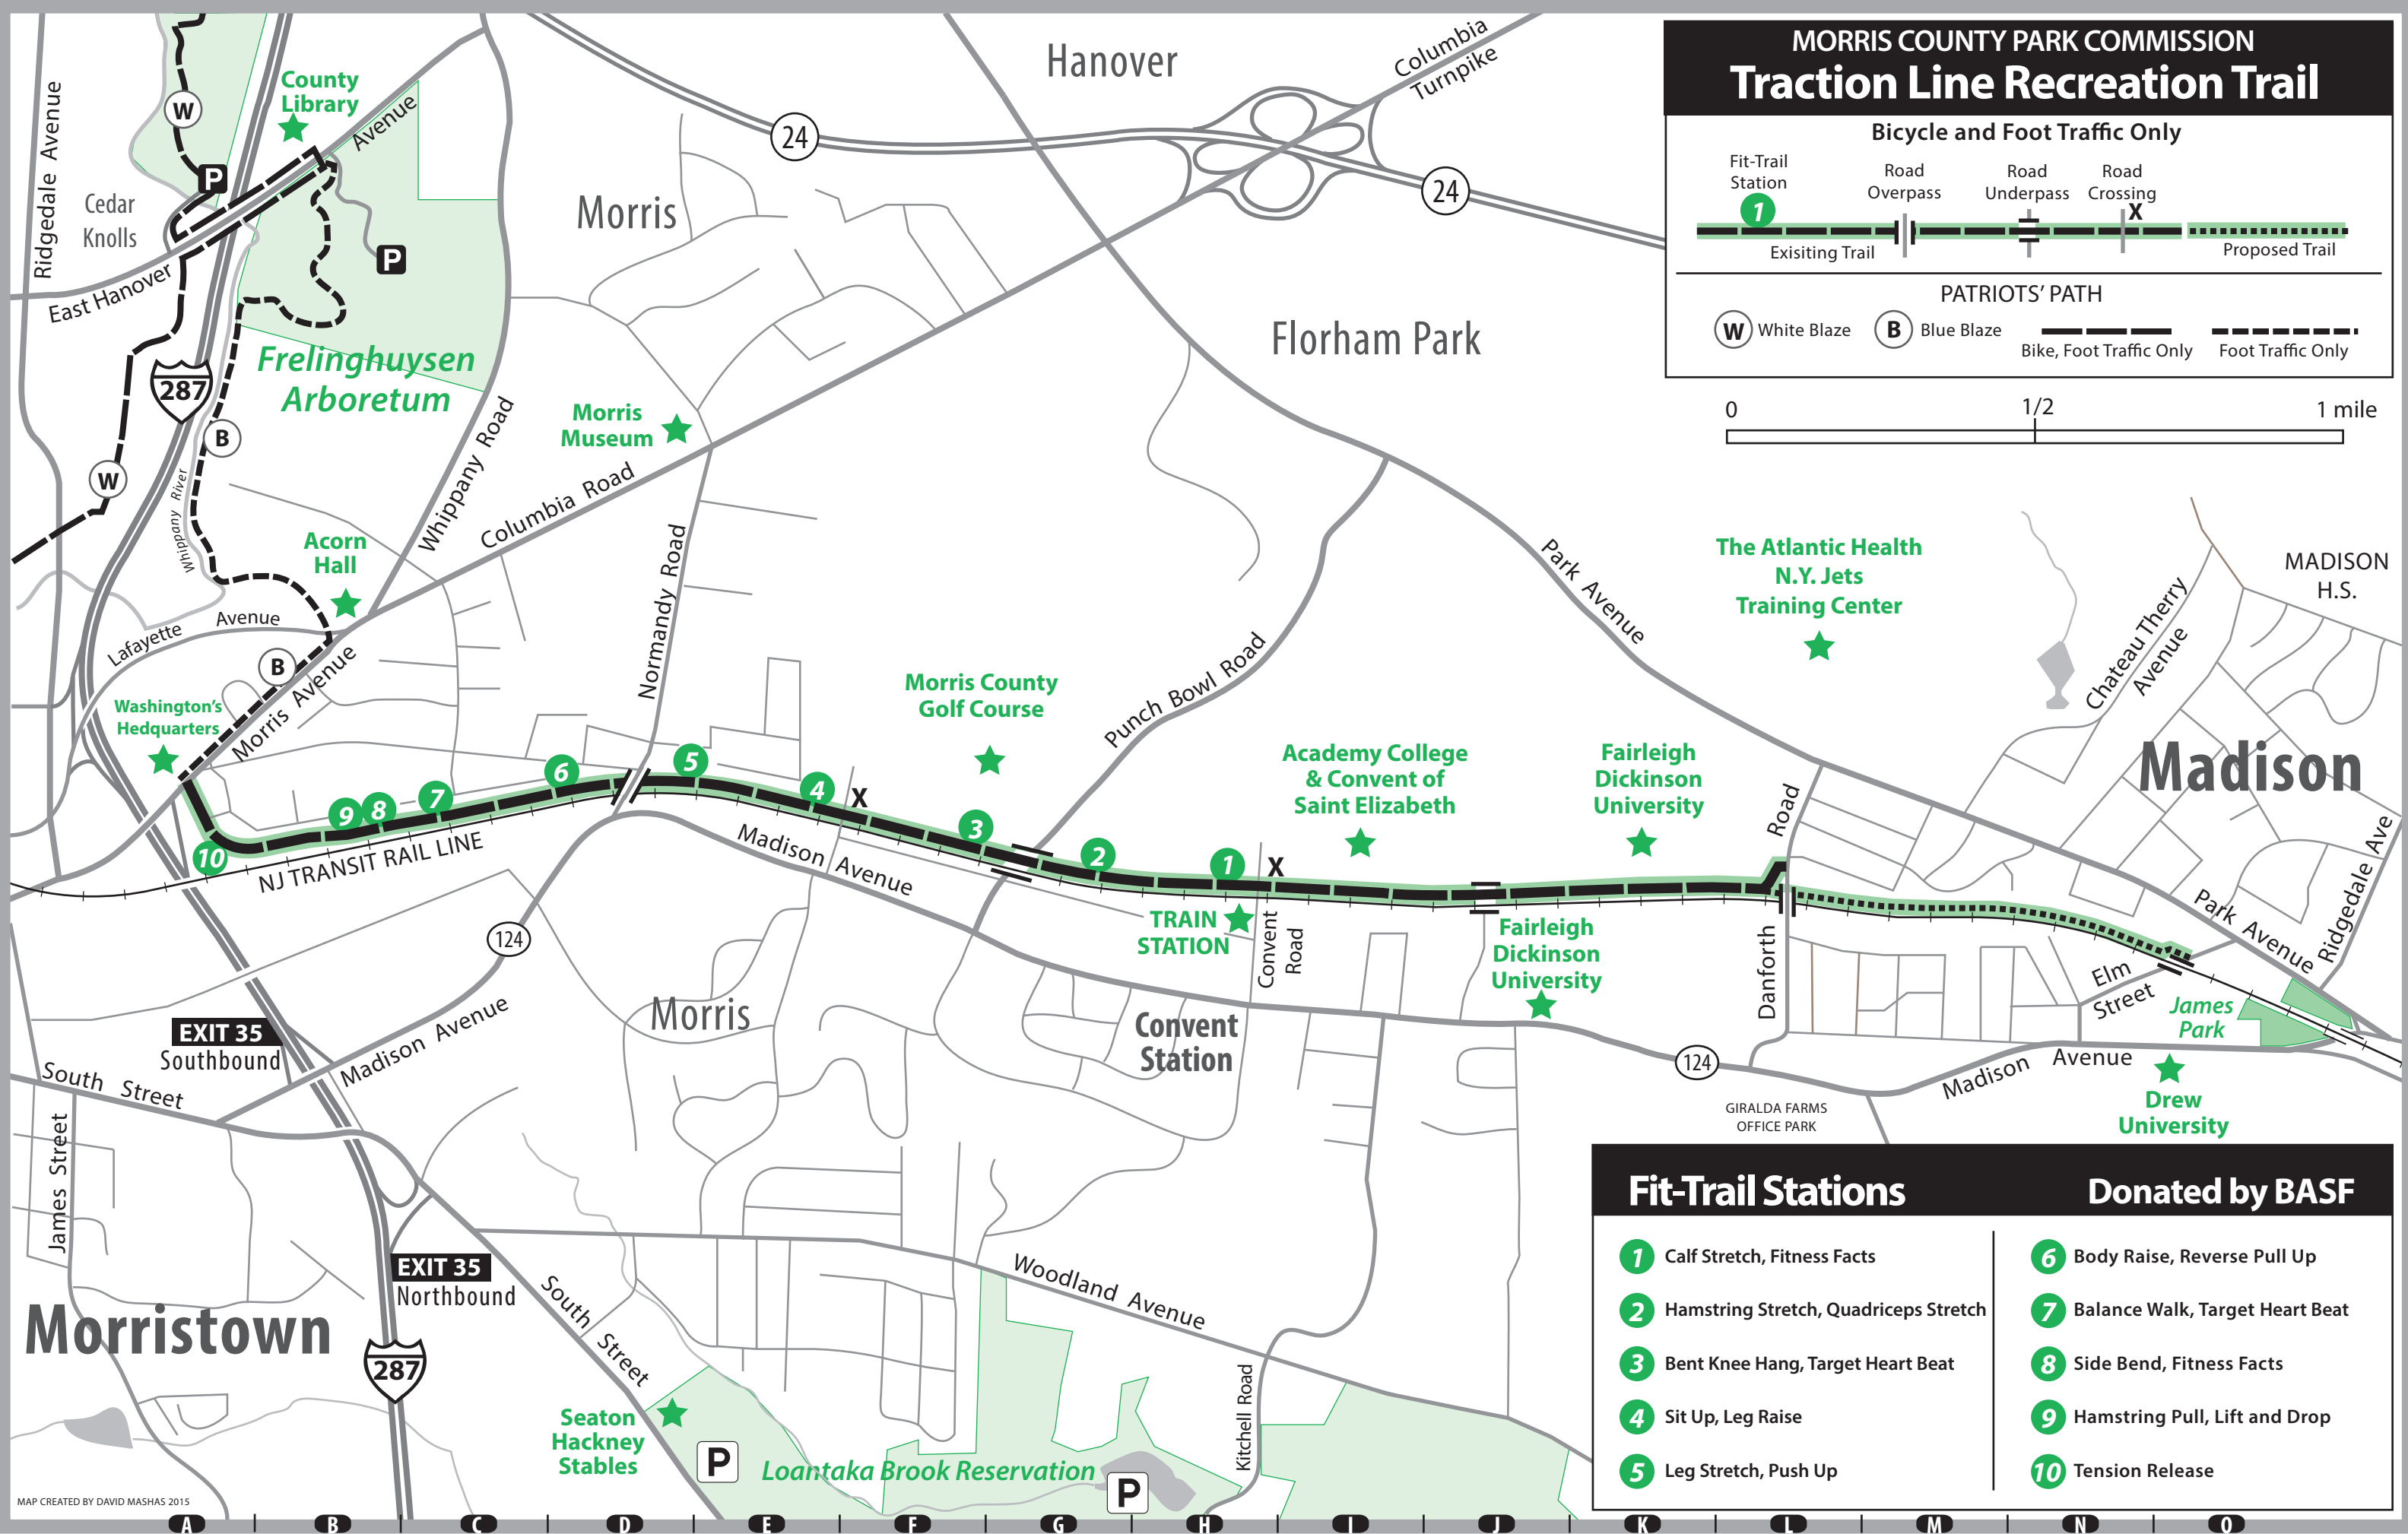 MORRIS COUNTY PARK COMMISSION
Traction Line Recreation Trail
Bicycle and Foot Traffic Only
Fit-Trail
Station
1
Road
Overpass
Road
Underpass
Road
Crossing
X
Exisiting Trail
Proposed Trail
PATRIOTS' PATH
W White Blaze
B Blue Blaze
Bike, Foot Traffic Only
Foot Traffic Only
0
1/2
1 mile
Hanover
Columbia
Turnpike
24
24
County
Library
Avenue
W
P
P
Ridgedale Avenue
Cedar
Knolls
East Hanover
Morris
Florham Park
Frelinghuysen
Arboretum
287
B
W
Whippany River
Whippany Road
Morris
Museum
Columbia Road
Normandy Road
Acorn
Hall
Lafayette Avenue
B
Morris Avenue
Washington's
Hedquarters
Park Avenue
Punch Bowl Road
The Atlantic Health
N.Y. Jets
Training Center
MADISON
H.S.
Chateau Therry
Avenue
Madison
Morris County
Golf Course
Academy College
& Convent of
Saint Elizabeth
Fairleigh
Dickinson
University
Danforth Road
10
9
8
7
6
5
4
X
3
2
1
X
NJ TRANSIT RAIL LINE
Madison Avenue
TRAIN
STATION
Convent
Road
Fairleigh
Dickinson
University
Park Avenue
Ridgedale Ave
Elm
Street
James
Park
124
Morris
Convent
Station
124
Madison Avenue
Drew
University
GIRALDA FARMS
OFFICE PARK
EXIT 35
Southbound
Madison Avenue
South Street
James Street
EXIT 35
Northbound
Morristown
287
South Street
Woodland Avenue
Kitchell Road
Seaton
Hackney
Stables
P
Loantaka Brook Reservation
P
Fit-Trail Stations
Donated by BASF
1 Calf Stretch, Fitness Facts
2 Hamstring Stretch, Quadriceps Stretch
3 Bent Knee Hang, Target Heart Beat
4 Sit Up, Leg Raise
5 Leg Stretch, Push Up
6 Body Raise, Reverse Pull Up
7 Balance Walk, Target Heart Beat
8 Side Bend, Fitness Facts
9 Hamstring Pull, Lift and Drop
10 Tension Release
MAP CREATED BY DAVID MASHAS 2015
A B C D E F G H I J K L M N O